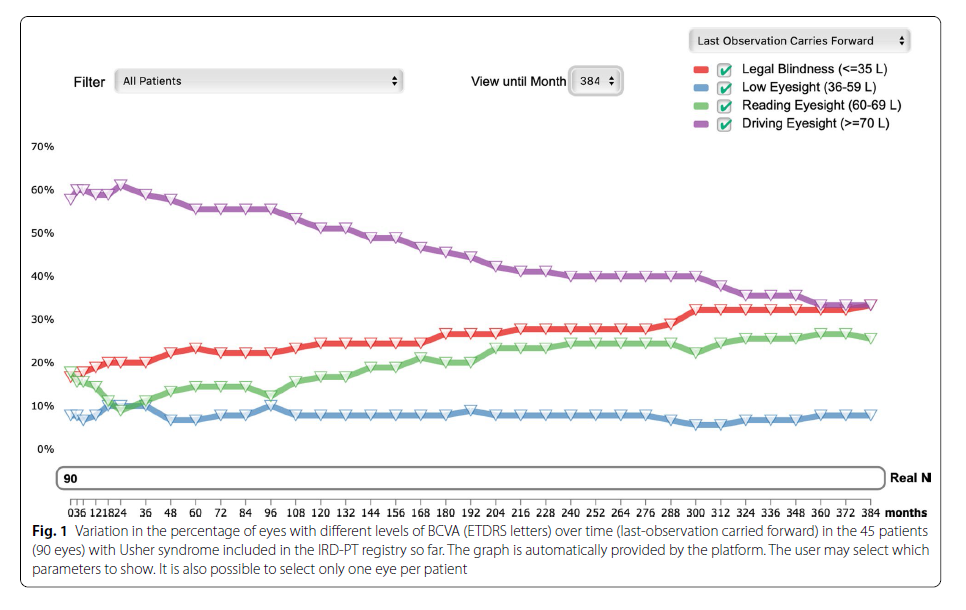 Last Observation Carries Forward
Filter All Patients View until Month 384
Legal Blindness (<=35 L)
Low Eyesight (36-59 L)
Reading Eyesight (60-69 L)
Driving Eyesight (>=70 L)
70%
60%
50%
40%
30%
20%
10%
0%
90 Real N
0 3 6 12 18 24 36 48 60 72 84 96 108 120 132 144 156 168 180 192 204 216 228 240 252 264 276 288 300 312 324 336 348 360 372 384 months
Fig. 1 Variation in the percentage of eyes with different levels of BCVA (ETDRS letters) over time (last-observation carried forward) in the 45 patients
(90 eyes) with Usher syndrome included in the IRD-PT registry so far. The graph is automatically provided by the platform. The user may select which
parameters to show. It is also possible to select only one eye per patient